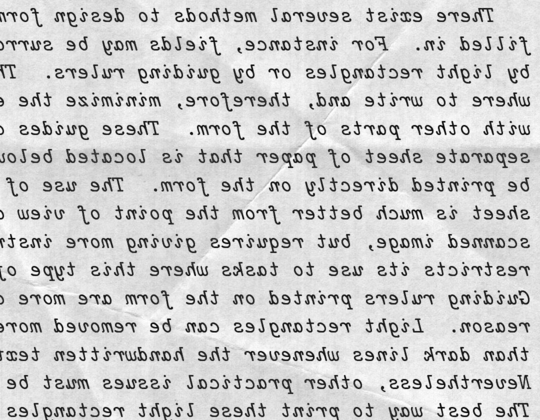 There exist several methods to design form
filled in. For instance, fields may be surro
by light rectangles or by guiding rulers. Th
where to write and, therefore, minimize the
with other parts of the form. These guides c
separate sheet of paper that is located belo
be printed directly on the form. The use of
sheet is much better from the point of view o
scanned image, but requires giving more instr
restricts its use to tasks where this type of
Guiding rulers printed on the form are more c
reason. Light rectangles can be removed more
than dark lines whenever the handwritten text
Nevertheless, other practical issues must be
The best way to print these light rectangles